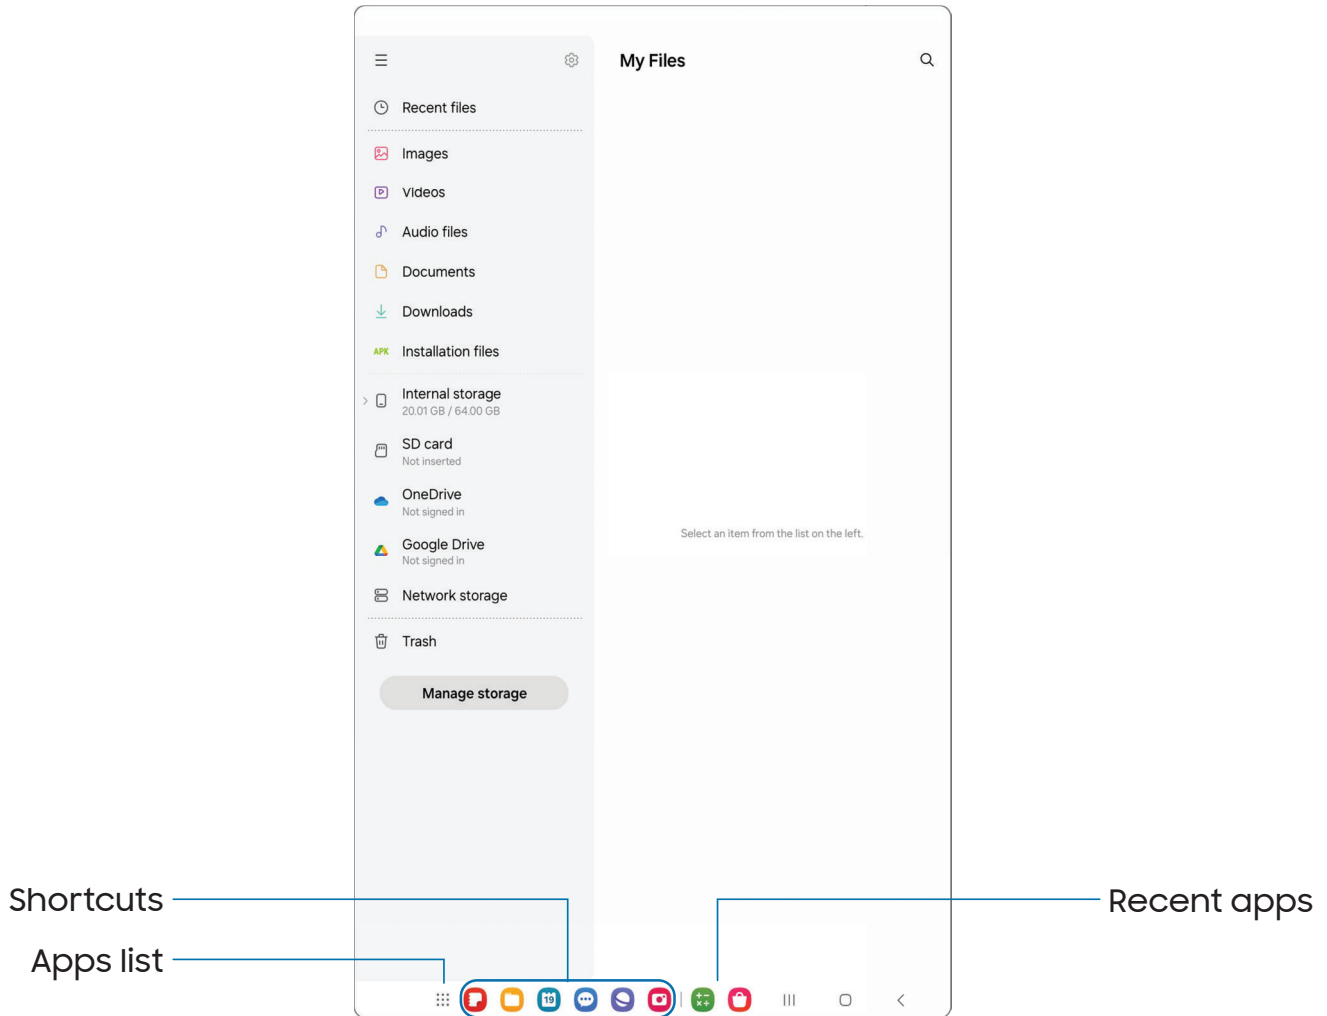 My Files
Recent files
Images
Videos
Audio files
Documents
Downloads
APK Installation files
Internal storage
20.01 GB / 64.00 GB
SD card
Not inserted
OneDrive
Not signed in
Select an item from the list on the left.
Google Drive
Not signed in
Network storage
Trash
Manage storage
Shortcuts
Recent apps
Apps list
19